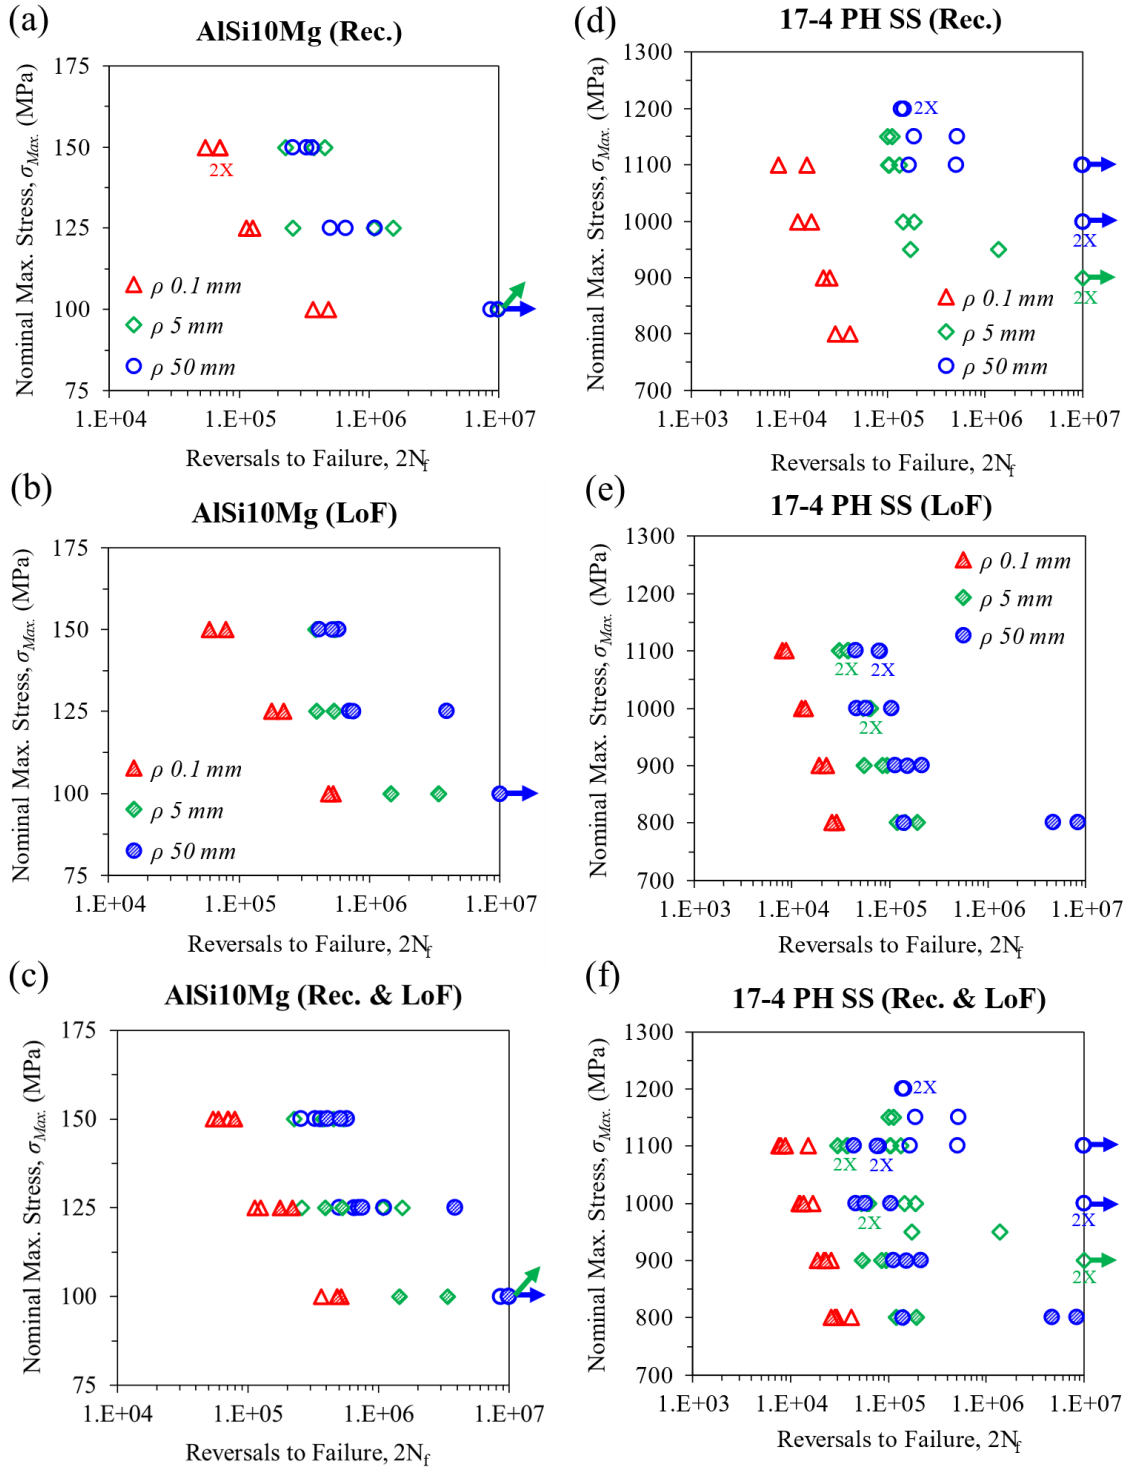 (a)
AlSi10Mg (Rec.)
Nominal Max. Stress, σMax. (MPa)
175
150
125
100
75
2X
ρ 0.1 mm
ρ 5 mm
ρ 50 mm
1.E+04
1.E+05
1.E+06
1.E+07
Reversals to Failure, 2Nf
(d)
17-4 PH SS (Rec.)
Nominal Max. Stress, σMax. (MPa)
1300
1200
1100
1000
900
800
700
2X
2X
2X
ρ 0.1 mm
ρ 5 mm
ρ 50 mm
1.E+03
1.E+04
1.E+05
1.E+06
1.E+07
Reversals to Failure, 2Nf
(b)
AlSi10Mg (LoF)
Nominal Max. Stress, σMax. (MPa)
175
150
125
100
75
ρ 0.1 mm
ρ 5 mm
ρ 50 mm
1.E+04
1.E+05
1.E+06
1.E+07
Reversals to Failure, 2Nf
(e)
17-4 PH SS (LoF)
Nominal Max. Stress, σMax. (MPa)
1300
1200
1100
1000
900
800
700
ρ 0.1 mm
ρ 5 mm
ρ 50 mm
2X 2X
2X
1.E+03
1.E+04
1.E+05
1.E+06
1.E+07
Reversals to Failure, 2Nf
(c)
AlSi10Mg (Rec. & LoF)
Nominal Max. Stress, σMax. (MPa)
175
150
125
100
75
1.E+04
1.E+05
1.E+06
1.E+07
Reversals to Failure, 2Nf
(f)
17-4 PH SS (Rec. & LoF)
Nominal Max. Stress, σMax. (MPa)
1300
1200
1100
1000
900
800
700
2X
2X 2X
2X
2X
2X
1.E+03
1.E+04
1.E+05
1.E+06
1.E+07
Reversals to Failure, 2Nf